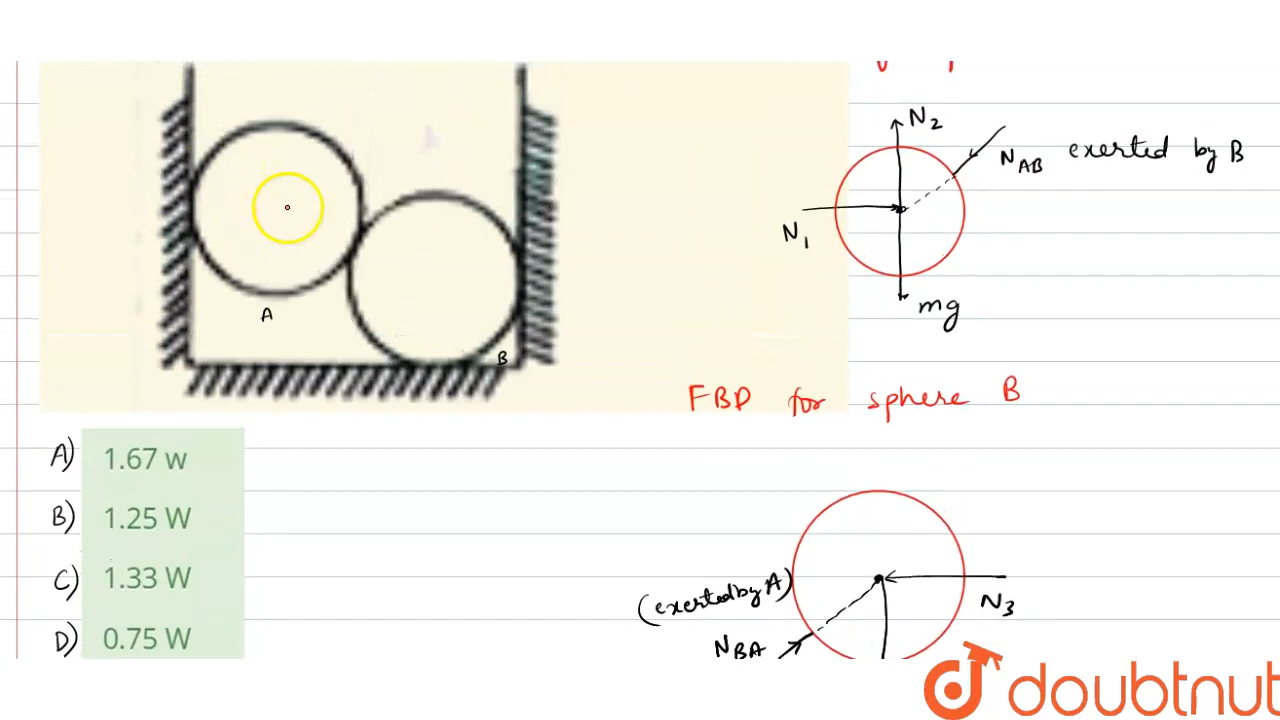 N2
NAB exerted by B
N1
mg
A
B
FBD for sphere B
A) 1.67 w
B) 1.25 W
C) 1.33 W
D) 0.75 W
(exerted by A)
N3
NBA
doubtnut